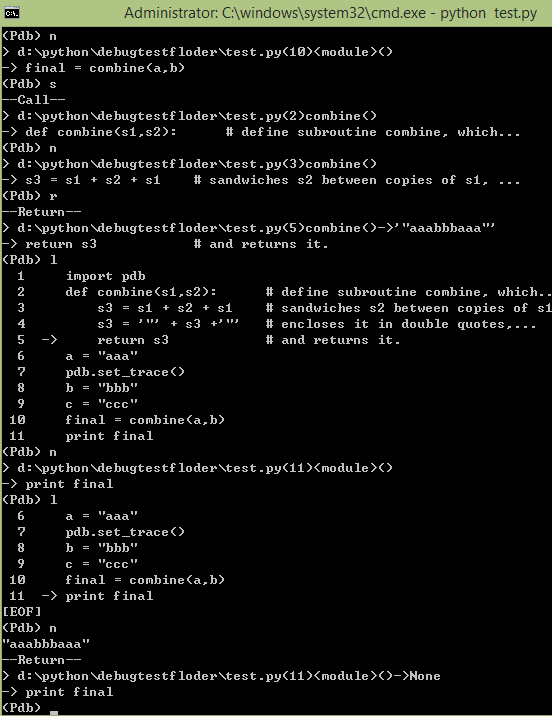 Administrator: C:\windows\system32\cmd.exe - python test.py
(Pdb) n
> d:\python\debugtestfloder\test.py(10)<module>()
-> final = combine(a,b)
(Pdb) s
--Call--
> d:\python\debugtestfloder\test.py(2)combine()
-> def combine(s1,s2):      # define subroutine combine, which...
(Pdb) n
> d:\python\debugtestfloder\test.py(3)combine()
-> s3 = s1 + s2 + s1    # sandwiches s2 between copies of s1, ...
(Pdb) r
--Return--
> d:\python\debugtestfloder\test.py(5)combine()->'"aaabbbaaa"'
-> return s3            # and returns it.
(Pdb) l
  1     import pdb
  2     def combine(s1,s2):      # define subroutine combine, which..
  3         s3 = s1 + s2 + s1    # sandwiches s2 between copies of s1
  4         s3 = '"' + s3 +'"'   # encloses it in double quotes,...
  5  ->     return s3            # and returns it.
  6     a = "aaa"
  7     pdb.set_trace()
  8     b = "bbb"
  9     c = "ccc"
 10     final = combine(a,b)
 11     print final
(Pdb) n
> d:\python\debugtestfloder\test.py(11)<module>()
-> print final
(Pdb) l
  6     a = "aaa"
  7     pdb.set_trace()
  8     b = "bbb"
  9     c = "ccc"
 10     final = combine(a,b)
 11  -> print final
[EOF]
(Pdb) n
"aaabbbaaa"
--Return--
> d:\python\debugtestfloder\test.py(11)<module>()->None
-> print final
(Pdb) _